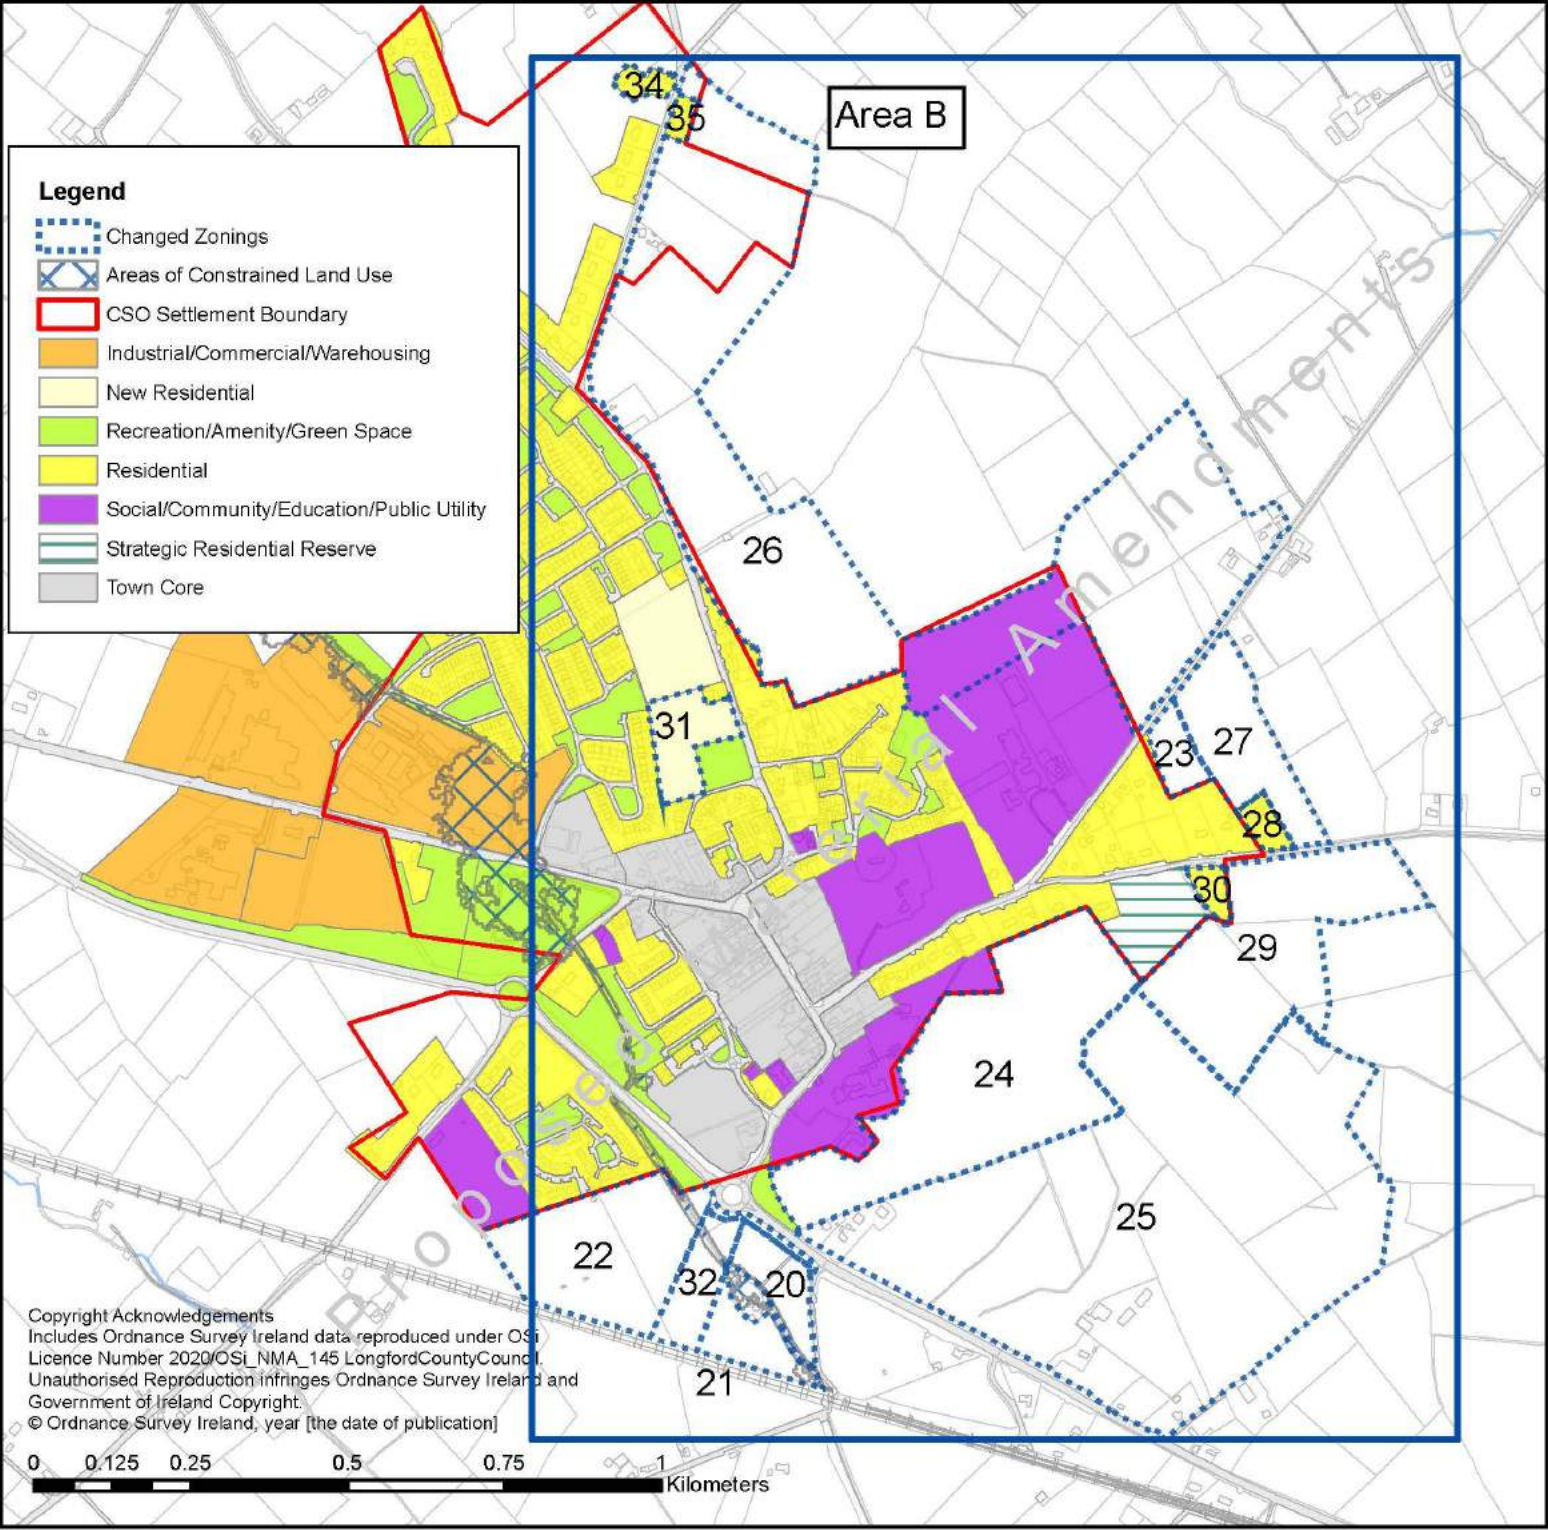 34
35
Area B
Legend
Changed Zonings
Areas of Constrained Land Use
CSO Settlement Boundary
Industrial/Commercial/Warehousing
New Residential
Recreation/Amenity/Green Space
Residential
Social/Community/Education/Public Utility
Strategic Residential Reserve
Town Core
26
31
23
27
28
30
29
24
25
22
32
20
21
Proposed Material Amendments
Copyright Acknowledgements
Includes Ordnance Survey Ireland data reproduced under OSi
Licence Number 2020/OSi_NMA_145 LongfordCountyCouncil.
Unauthorised Reproduction infringes Ordnance Survey Ireland and
Government of Ireland Copyright.
© Ordnance Survey Ireland, year [the date of publication]
0 0.125 0.25 0.5 0.75 1
Kilometers